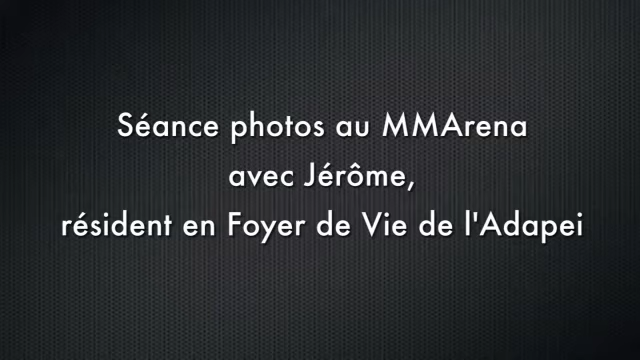 Séance photos au MMArena
avec Jérôme,
résident en Foyer de Vie de l'Adapei